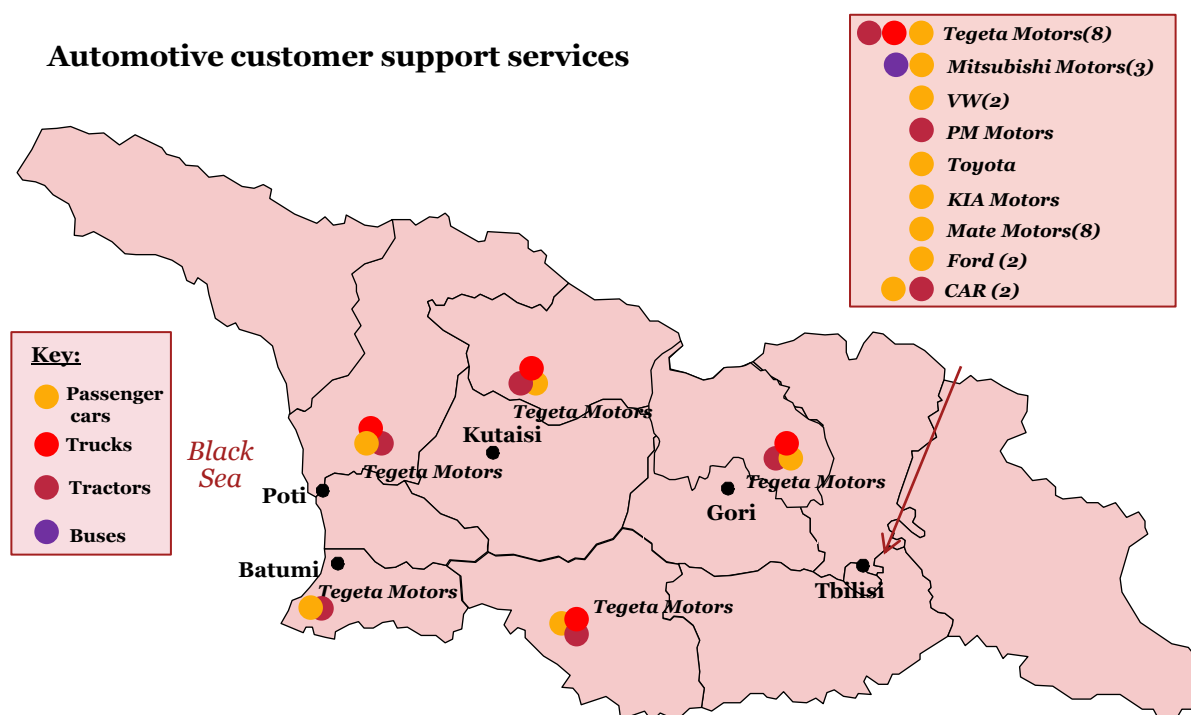 Automotive customer support services
Tegeta Motors(8)
Mitsubishi Motors(3)
VW(2)
PM Motors
Toyota
KIA Motors
Mate Motors(8)
Ford (2)
CAR (2)
Key:
Passenger
cars
Trucks
Tractors
Buses
Black
Sea
Tegeta Motors
Kutaisi
Tegeta Motors
Tegeta Motors
Poti
Gori
Batumi
Tegeta Motors
Tbilisi
Tegeta Motors